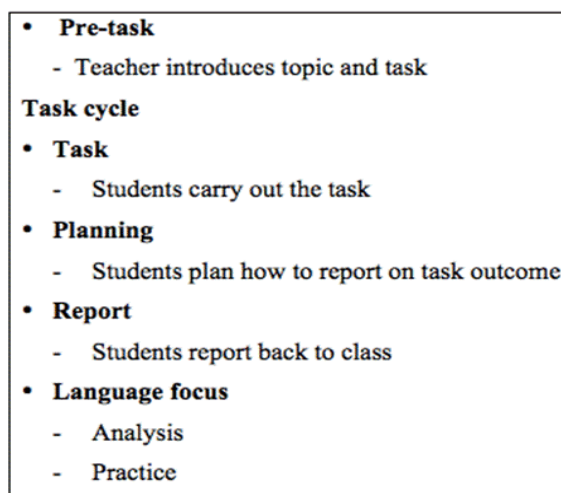 • Pre-task
- Teacher introduces topic and task
Task cycle
• Task
- Students carry out the task
• Planning
- Students plan how to report on task outcome
• Report
- Students report back to class
• Language focus
- Analysis
- Practice